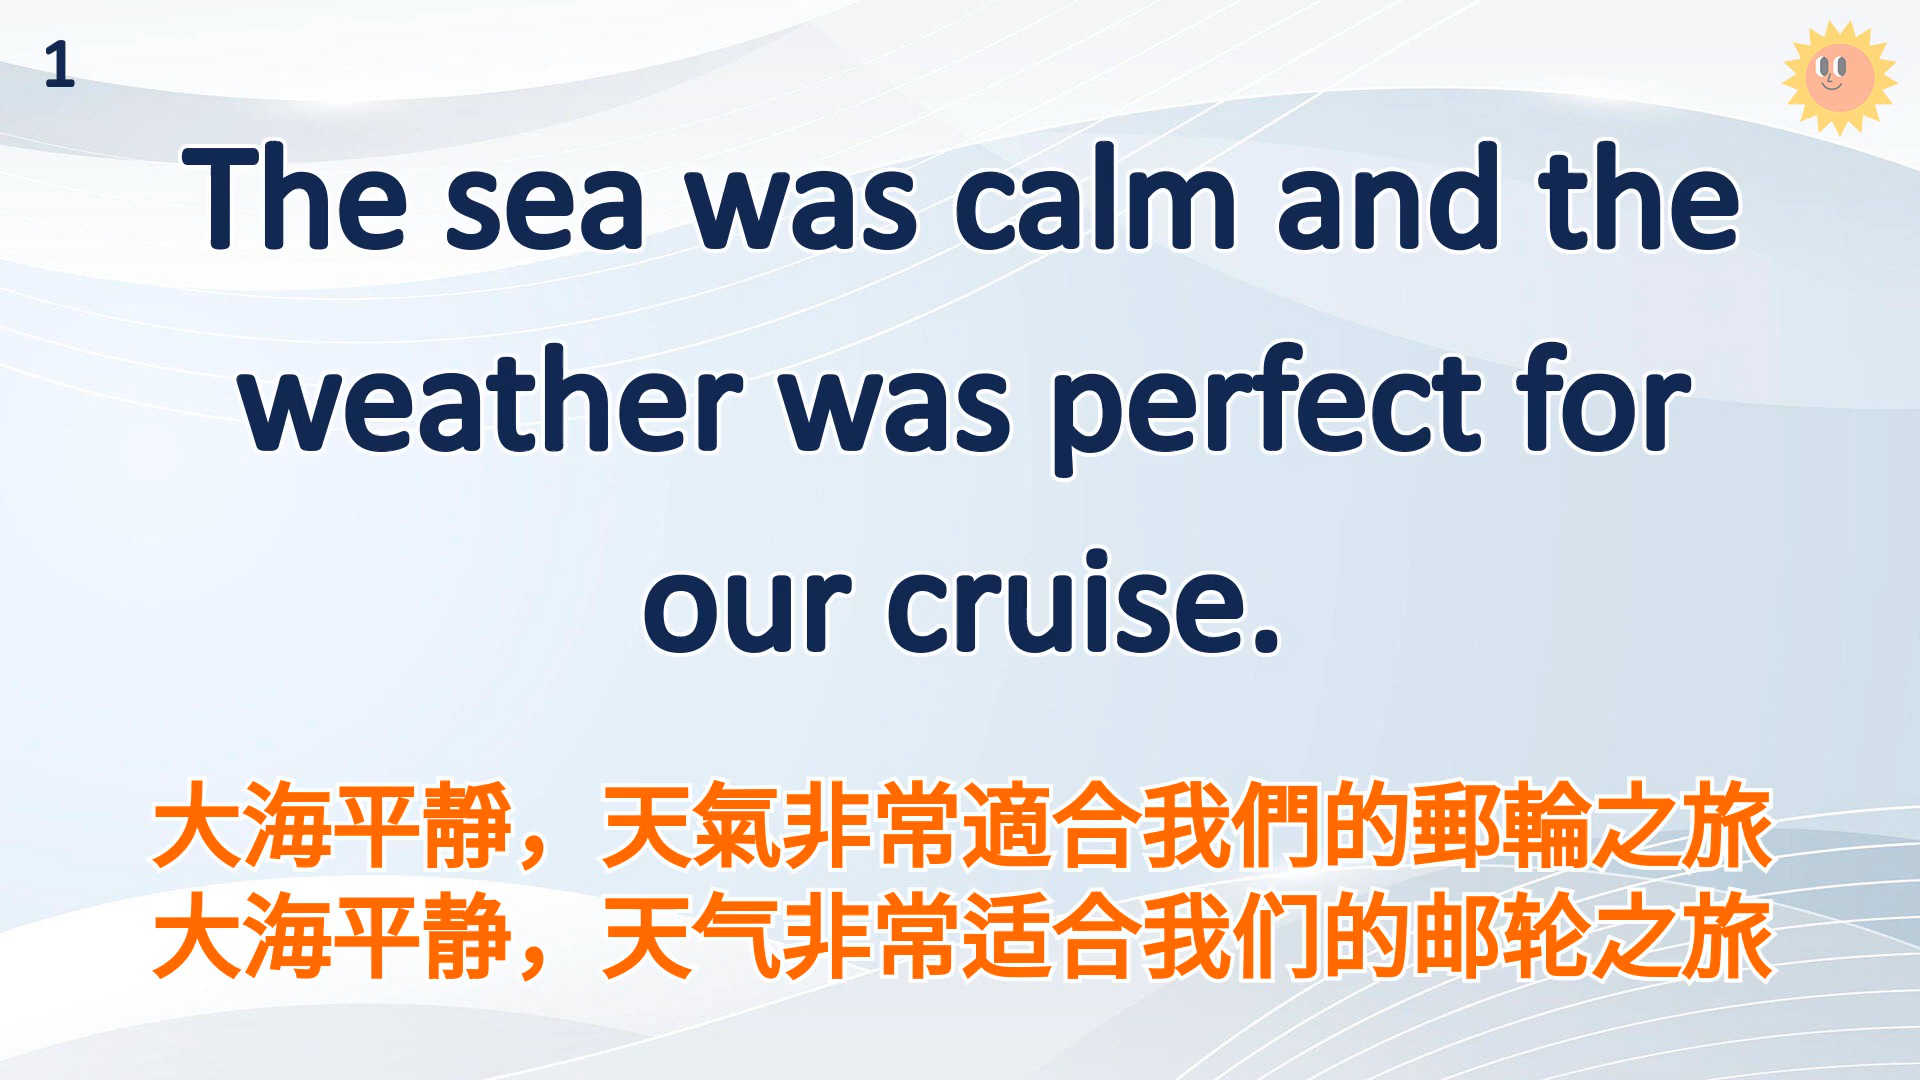 1
The sea was calm and the
weather was perfect for
our cruise.
大海平靜，天氣非常適合我們的郵輪之旅
大海平静，天气非常适合我们的邮轮之旅